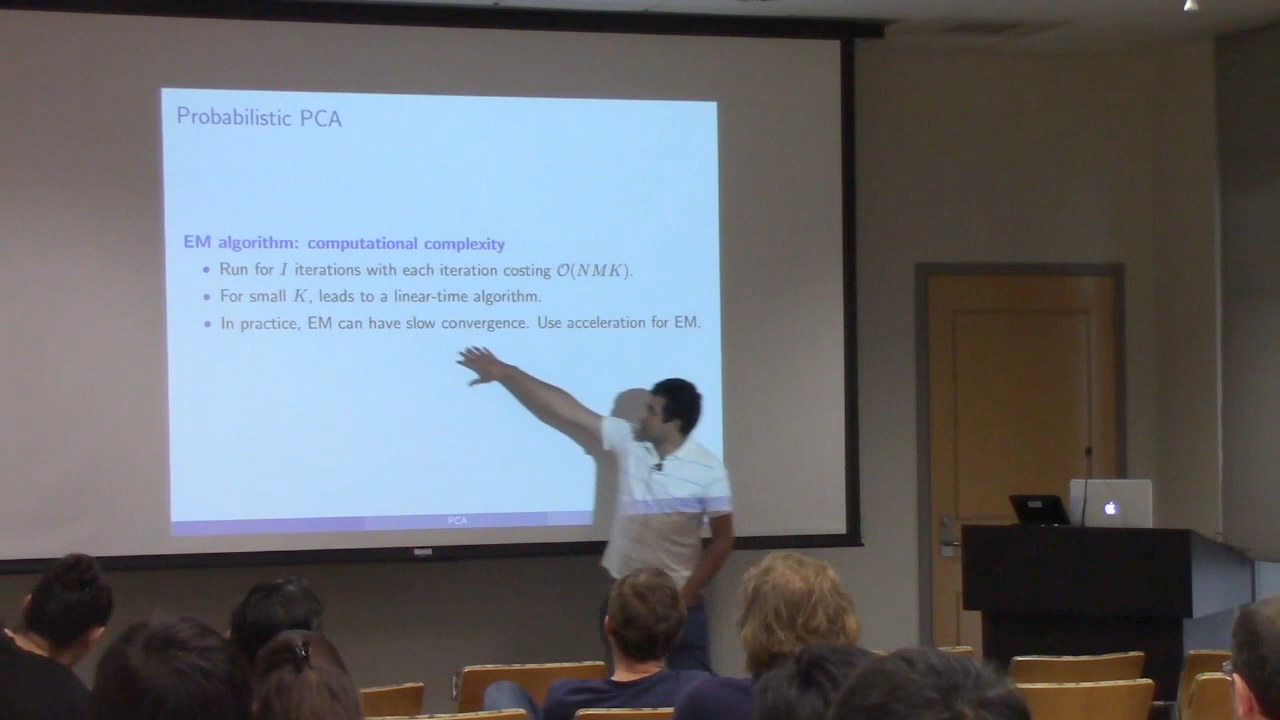 Probabilistic PCA
EM algorithm: computational complexity
• Run for I iterations with each iteration costing O(NMK).
• For small K, leads to a linear-time algorithm.
• In practice, EM can have slow convergence. Use acceleration for EM.
PCA